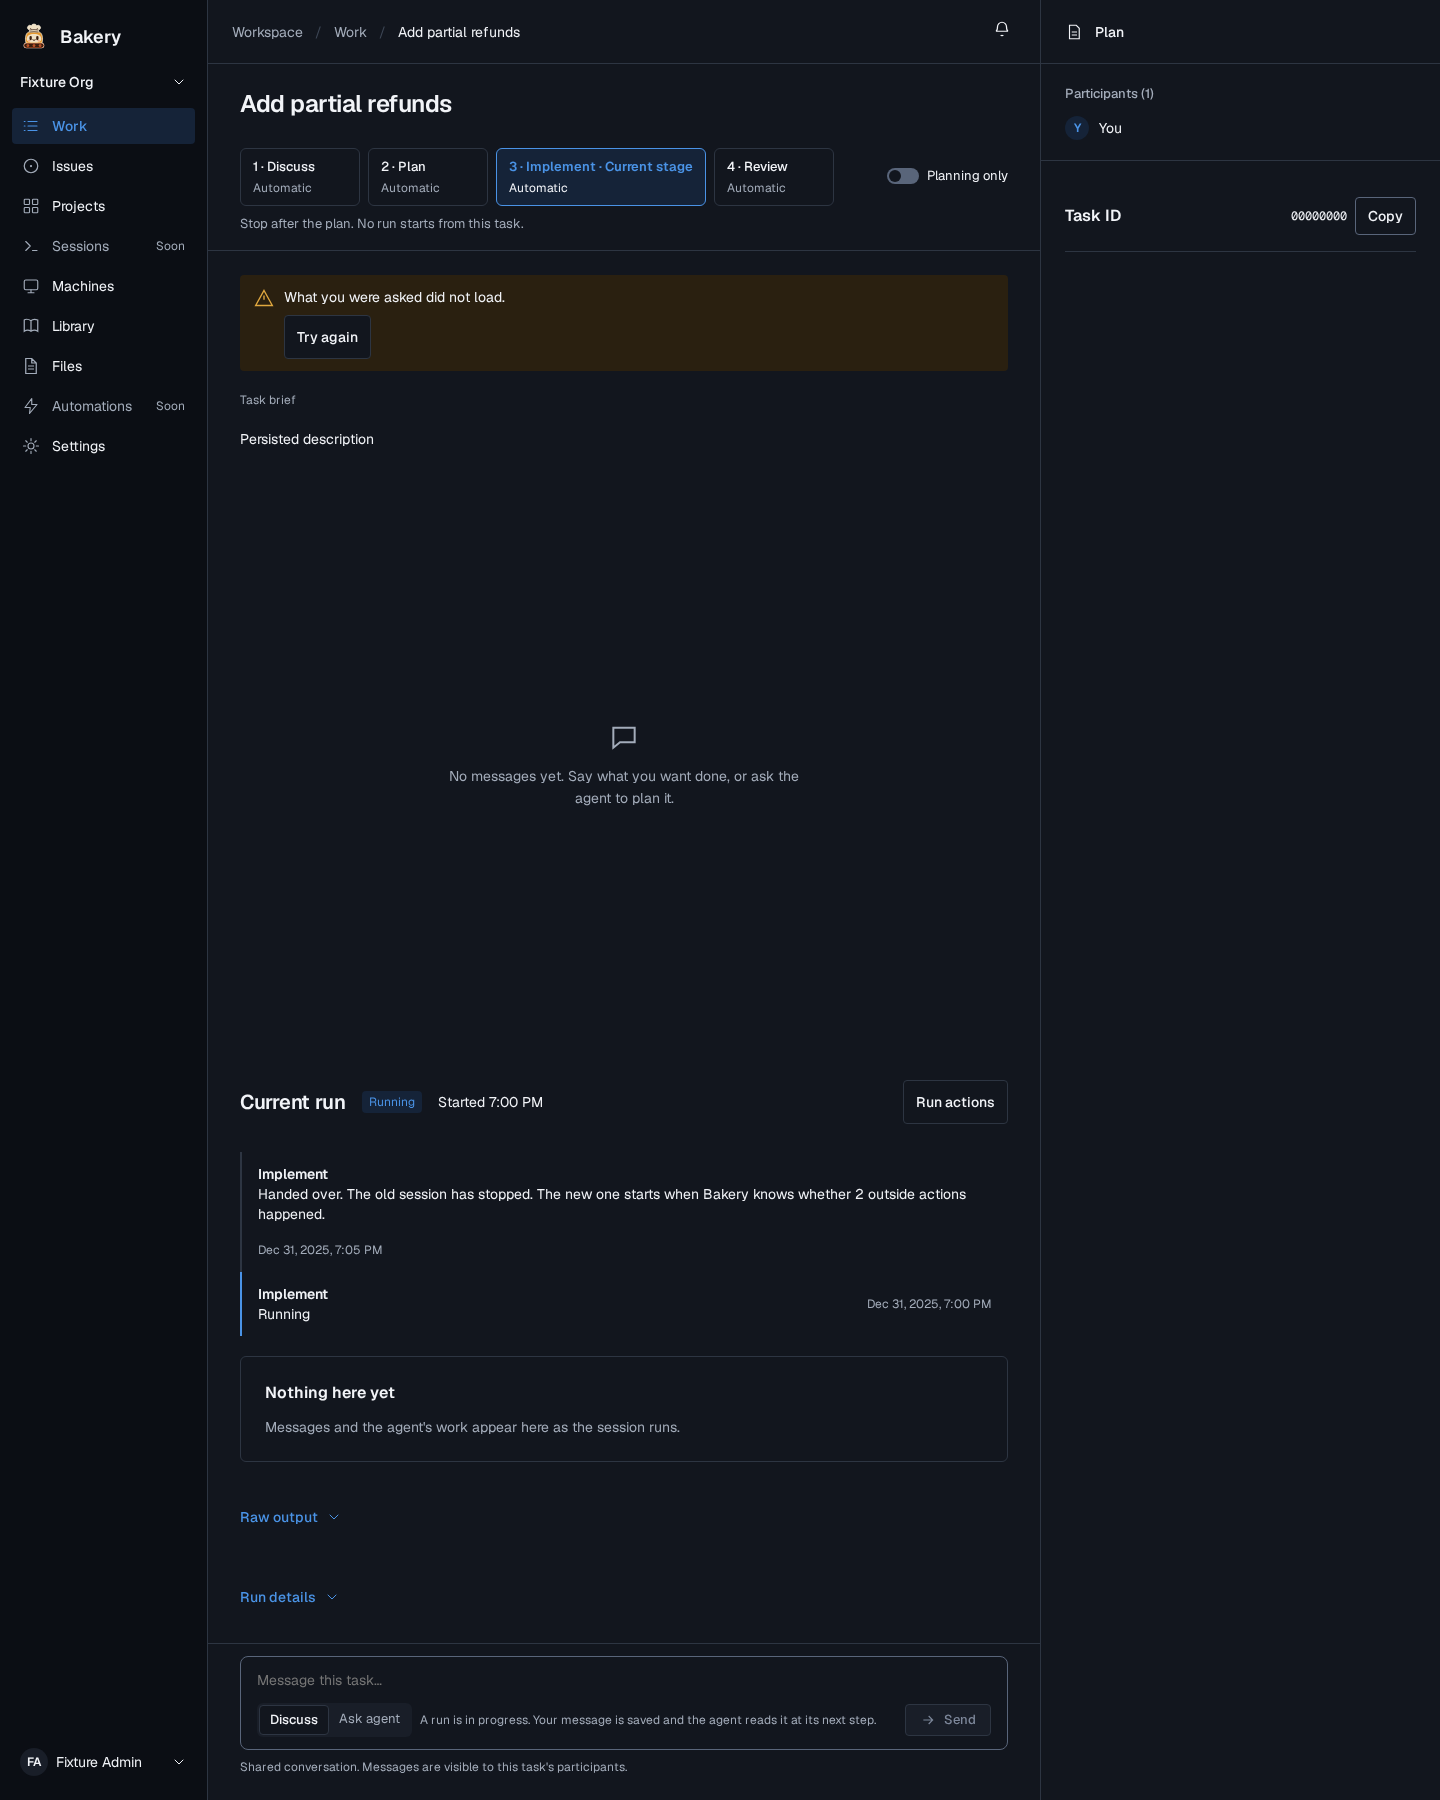 Bakery
Fixture Org
Work
Issues
Projects
Sessions Soon
Machines
Library
Files
Automations Soon
Settings
FA Fixture Admin
Workspace / Work / Add partial refunds
Add partial refunds
1 · Discuss
Automatic
2 · Plan
Automatic
3 · Implement · Current stage
Automatic
4 · Review
Automatic
Planning only
Stop after the plan. No run starts from this task.
What you were asked did not load.
Try again
Task brief
Persisted description
No messages yet. Say what you want done, or ask the
agent to plan it.
Current run Running Started 7:00 PM Run actions
Implement
Handed over. The old session has stopped. The new one starts when Bakery knows whether 2 outside actions
happened.
Dec 31, 2025, 7:05 PM
Implement
Running
Dec 31, 2025, 7:00 PM
Nothing here yet
Messages and the agent's work appear here as the session runs.
Raw output
Run details
Message this task...
Discuss Ask agent A run is in progress. Your message is saved and the agent reads it at its next step. Send
Shared conversation. Messages are visible to this task's participants.
Plan
Participants (1)
Y You
Task ID 00000000 Copy